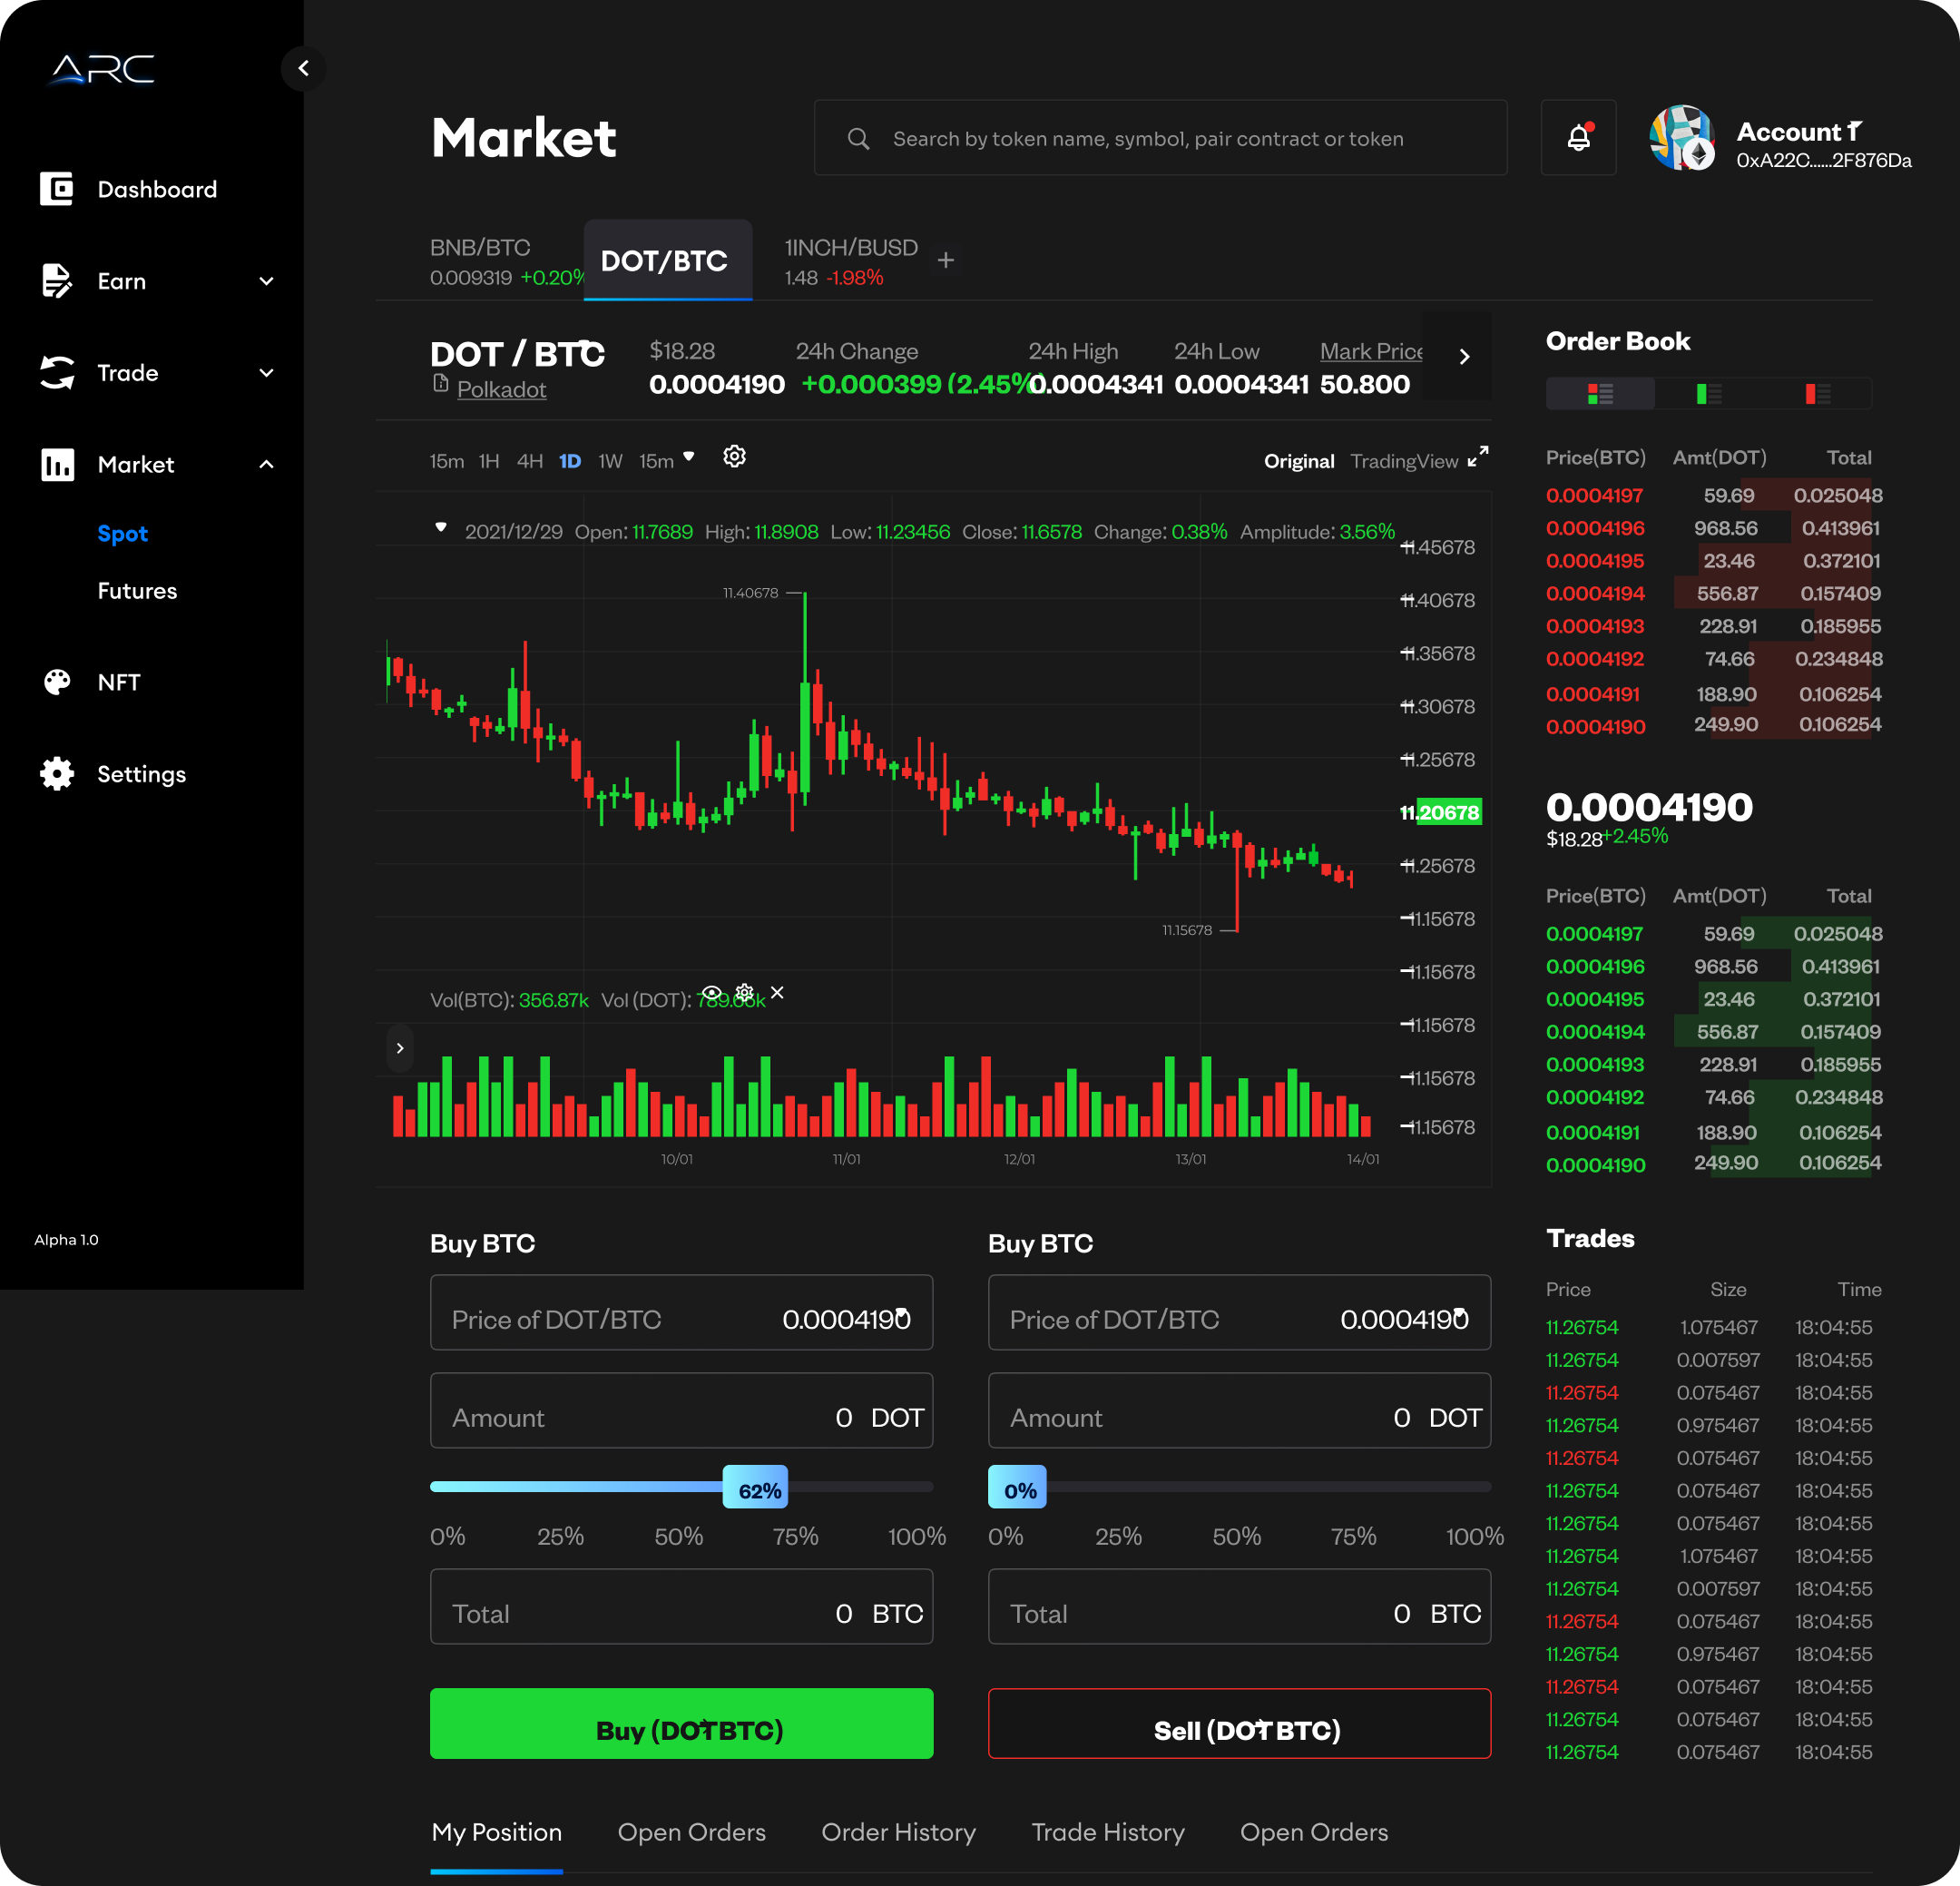 ARC
Dashboard
Earn
Trade
Market
Spot
Futures
NFT
Settings
Alpha 1.0
Market
Search by token name, symbol, pair contract or token
Account 1
0xA22C......2F876Da
BNB/BTC
0.009319 +0.20%
DOT/BTC
1INCH/BUSD
1.48 -1.98%
DOT / BTC
Polkadot
$18.28
0.0004190
24h Change
+0.000399 (2.45%)
24h High
0.0004341
24h Low
0.0004341
Mark Price
50.800
15m 1H 4H 1D 1W 15m
Original TradingView
2021/12/29 Open: 11.7689 High: 11.8908 Low: 11.23456 Close: 11.6578 Change: 0.38% Amplitude: 3.56%
11.45678
11.40678
11.40678
11.35678
11.30678
11.25678
11.20678
11.25678
11.15678
11.15678
11.15678
Vol(BTC): 356.87k Vol (DOT):
11.15678
11.15678
11.15678
10/01 11/01 12/01 13/01 14/01
Order Book
Price(BTC) Amt(DOT) Total
0.0004197 59.69 0.025048
0.0004196 968.56 0.413961
0.0004195 23.46 0.372101
0.0004194 556.87 0.157409
0.0004193 228.91 0.185955
0.0004192 74.66 0.234848
0.0004191 188.90 0.106254
0.0004190 249.90 0.106254
0.0004190
$18.28 +2.45%
Price(BTC) Amt(DOT) Total
0.0004197 59.69 0.025048
0.0004196 968.56 0.413961
0.0004195 23.46 0.372101
0.0004194 556.87 0.157409
0.0004193 228.91 0.185955
0.0004192 74.66 0.234848
0.0004191 188.90 0.106254
0.0004190 249.90 0.106254
Buy BTC
Price of DOT/BTC 0.0004190
Amount 0 DOT
62%
0% 25% 50% 75% 100%
Total 0 BTC
Buy (DOT BTC)
Buy BTC
Price of DOT/BTC 0.0004190
Amount 0 DOT
0%
0% 25% 50% 75% 100%
Total 0 BTC
Sell (DOT BTC)
Trades
Price Size Time
11.26754 1.075467 18:04:55
11.26754 0.007597 18:04:55
11.26754 0.075467 18:04:55
11.26754 0.975467 18:04:55
11.26754 0.075467 18:04:55
11.26754 0.075467 18:04:55
11.26754 0.075467 18:04:55
11.26754 1.075467 18:04:55
11.26754 0.007597 18:04:55
11.26754 0.075467 18:04:55
11.26754 0.975467 18:04:55
11.26754 0.075467 18:04:55
11.26754 0.075467 18:04:55
11.26754 0.075467 18:04:55
My Position Open Orders Order History Trade History Open Orders